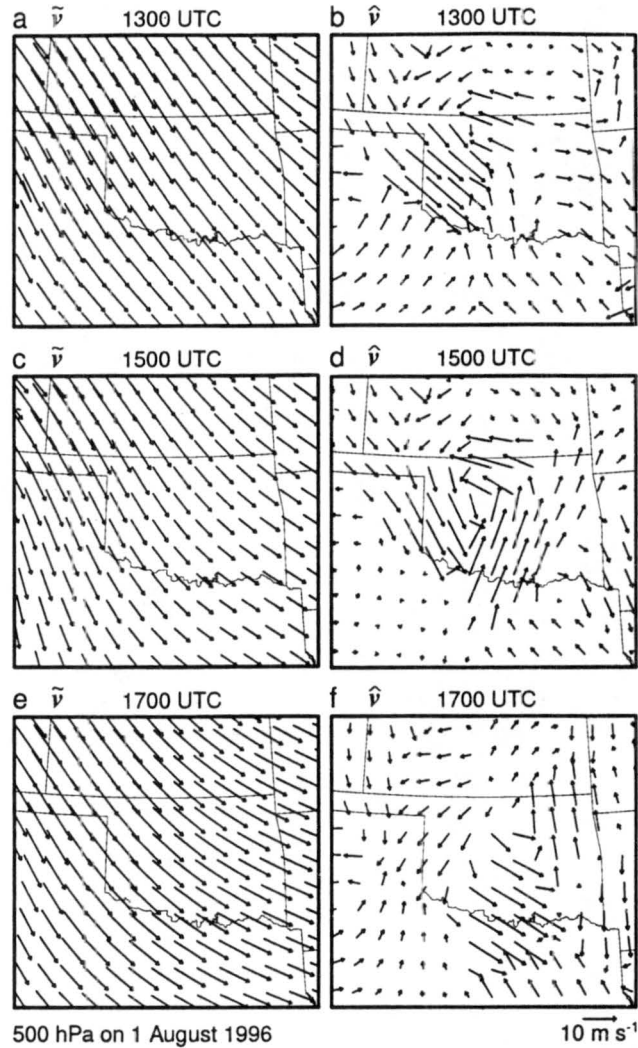 a ṽ 1300 UTC
b v̂ 1300 UTC
c ṽ 1500 UTC
d v̂ 1500 UTC
e ṽ 1700 UTC
f v̂ 1700 UTC
500 hPa on 1 August 1996
10 m s⁻¹